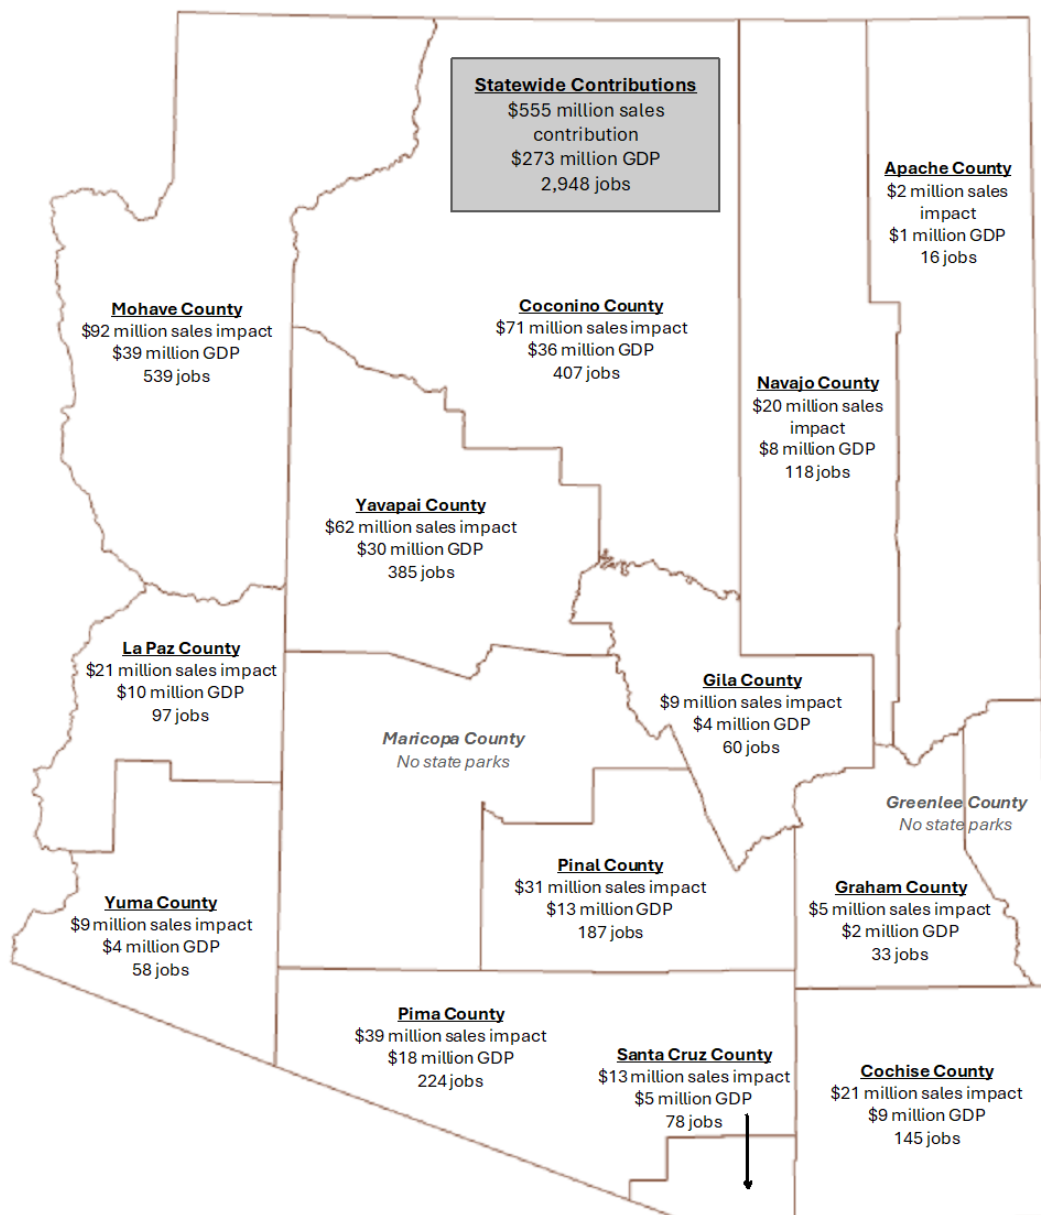 Statewide Contributions
$555 million sales
contribution
$273 million GDP
2,948 jobs
Apache County
$2 million sales
impact
$1 million GDP
16 jobs
Mohave County
$92 million sales impact
$39 million GDP
539 jobs
Coconino County
$71 million sales impact
$36 million GDP
407 jobs
Navajo County
$20 million sales
impact
$8 million GDP
118 jobs
Yavapai County
$62 million sales impact
$30 million GDP
385 jobs
La Paz County
$21 million sales impact
$10 million GDP
97 jobs
Gila County
$9 million sales impact
$4 million GDP
60 jobs
Maricopa County
No state parks
Greenlee County
No state parks
Pinal County
$31 million sales impact
$13 million GDP
187 jobs
Graham County
$5 million sales impact
$2 million GDP
33 jobs
Yuma County
$9 million sales impact
$4 million GDP
58 jobs
Pima County
$39 million sales impact
$18 million GDP
224 jobs
Santa Cruz County
$13 million sales impact
$5 million GDP
78 jobs
Cochise County
$21 million sales impact
$9 million GDP
145 jobs